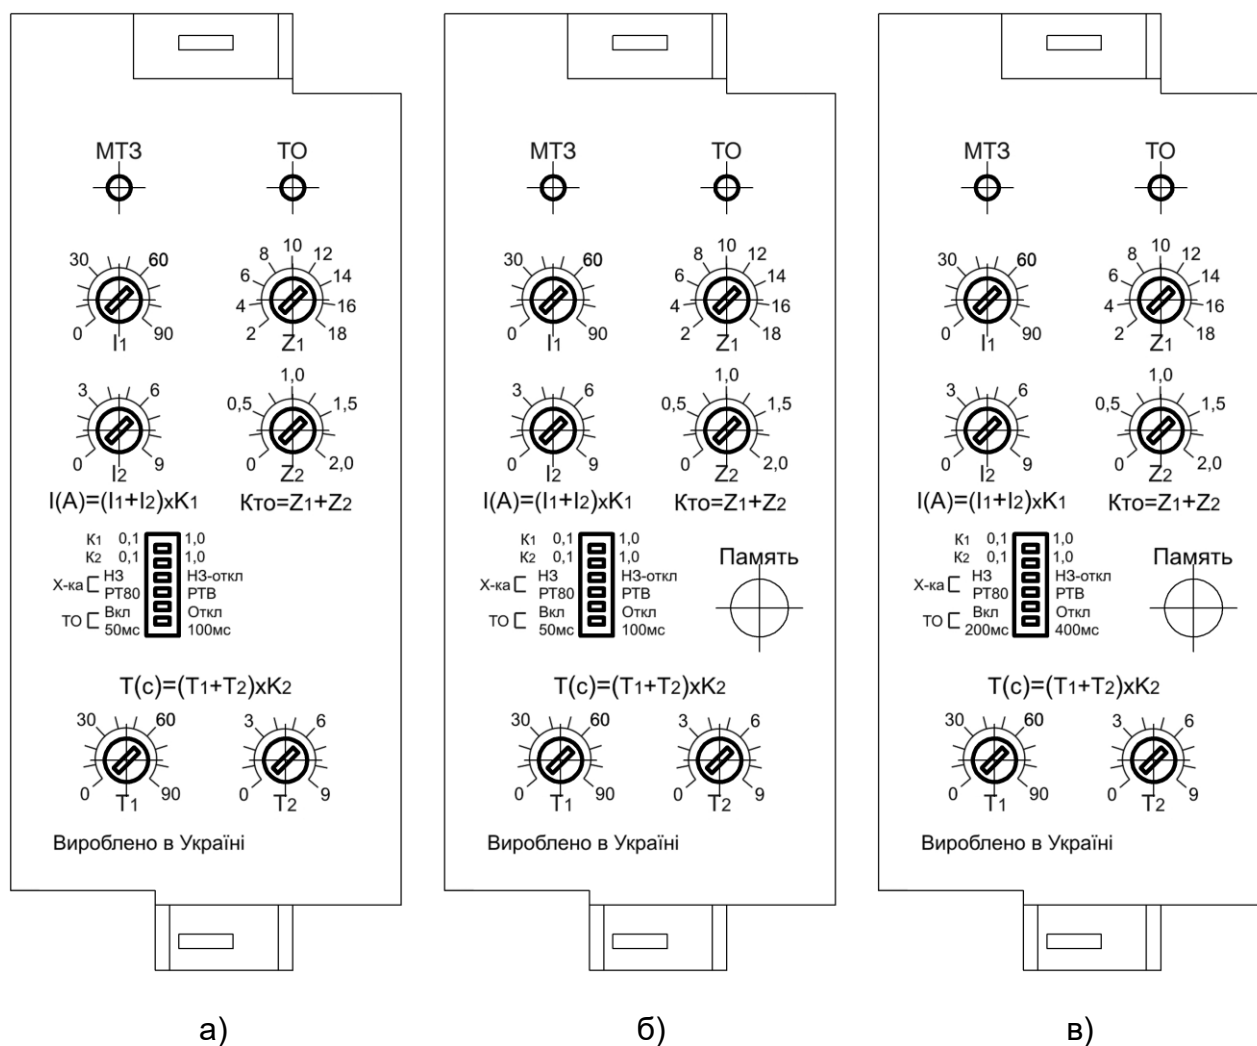 МТЗ ТО
30 60
8 10 12
6 14
4 16
0 90
2 18
I1 Z1
3 6
1,0
0,5 1,5
0 9
0 2,0
I2 Z2
I(A)=(I1+I2)xK1 Кто=Z1+Z2
К1 0,1 1,0
К2 0,1 1,0
Х-ка НЗ НЗ-откл
РТ80 РТВ
ТО Вкл Откл
50мс 100мс
T(c)=(T1+T2)xK2
30 60 3 6
0 90 0 9
T1 T2
Вироблено в Україні
а)
МТЗ ТО
30 60
8 10 12
6 14
4 16
0 90
2 18
I1 Z1
3 6
1,0
0,5 1,5
0 9
0 2,0
I2 Z2
I(A)=(I1+I2)xK1 Кто=Z1+Z2
К1 0,1 1,0
К2 0,1 1,0
Х-ка НЗ НЗ-откл
РТ80 РТВ
ТО Вкл Откл
50мс 100мс
Память
T(c)=(T1+T2)xK2
30 60 3 6
0 90 0 9
T1 T2
Вироблено в Україні
б)
МТЗ ТО
30 60
8 10 12
6 14
4 16
0 90
2 18
I1 Z1
3 6
1,0
0,5 1,5
0 9
0 2,0
I2 Z2
I(A)=(I1+I2)xK1 Кто=Z1+Z2
К1 0,1 1,0
К2 0,1 1,0
Х-ка НЗ НЗ-откл
РТ80 РТВ
ТО Вкл Откл
200мс 400мс
Память
T(c)=(T1+T2)xK2
30 60 3 6
0 90 0 9
T1 T2
Вироблено в Україні
в)